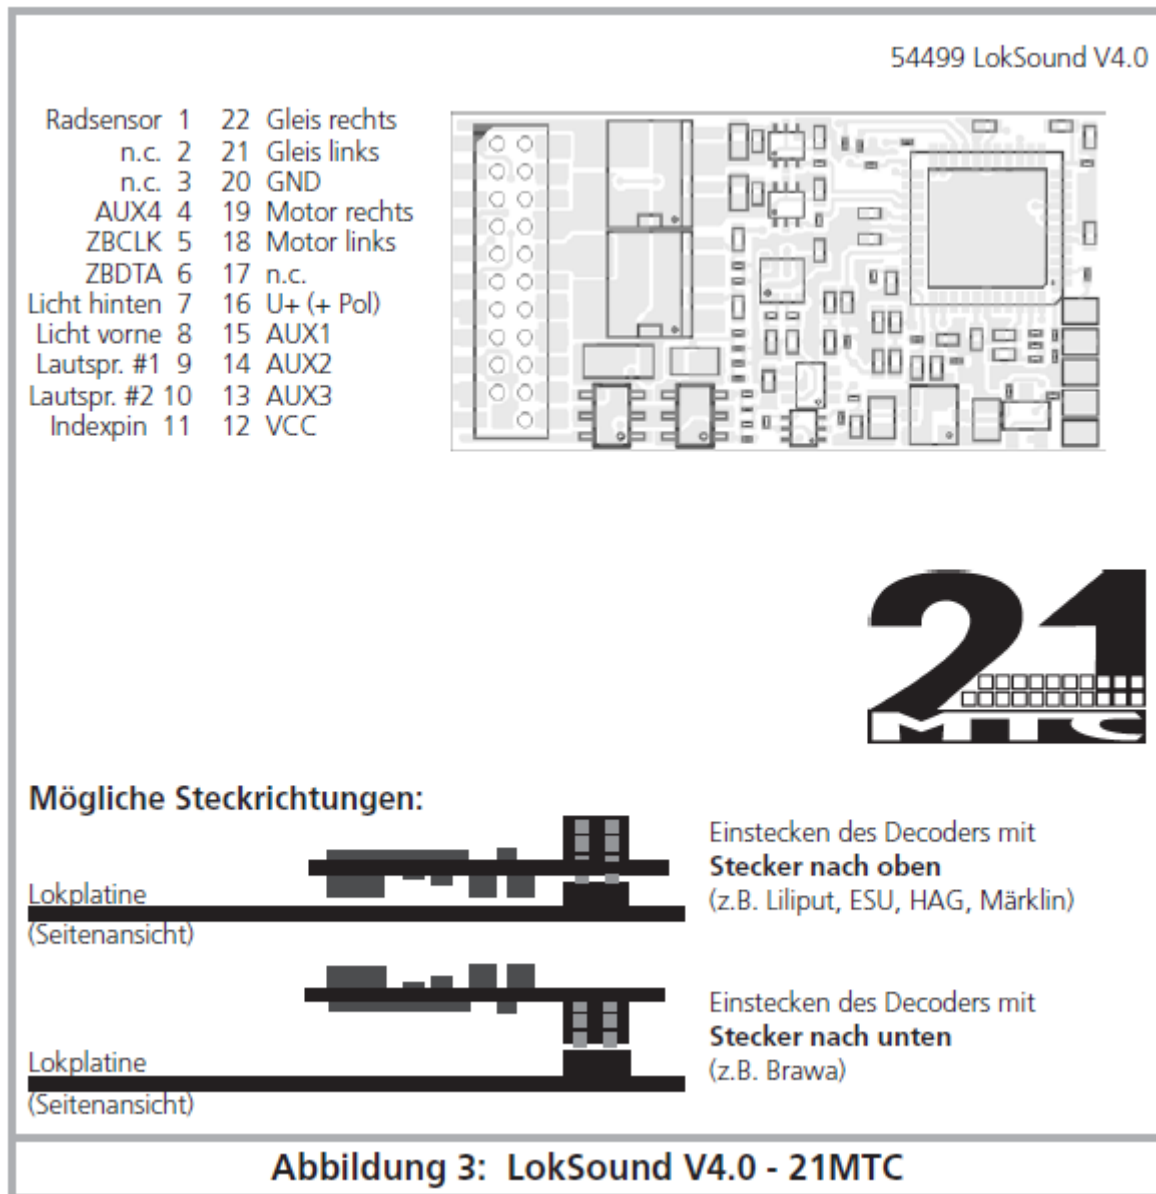 54499 LokSound V4.0
Radsensor 1 22 Gleis rechts
n.c. 2 21 Gleis links
n.c. 3 20 GND
AUX4 4 19 Motor rechts
ZBCLK 5 18 Motor links
ZBDTA 6 17 n.c.
Licht hinten 7 16 U+ (+ Pol)
Licht vorne 8 15 AUX1
Lautspr. #1 9 14 AUX2
Lautspr. #2 10 13 AUX3
Indexpin 11 12 VCC
21
MTC
Mögliche Steckrichtungen:
Einstecken des Decoders mit
Stecker nach oben
(z.B. Liliput, ESU, HAG, Märklin)
Lokplatine
(Seitenansicht)
Einstecken des Decoders mit
Stecker nach unten
(z.B. Brawa)
Lokplatine
(Seitenansicht)
Abbildung 3: LokSound V4.0 - 21MTC